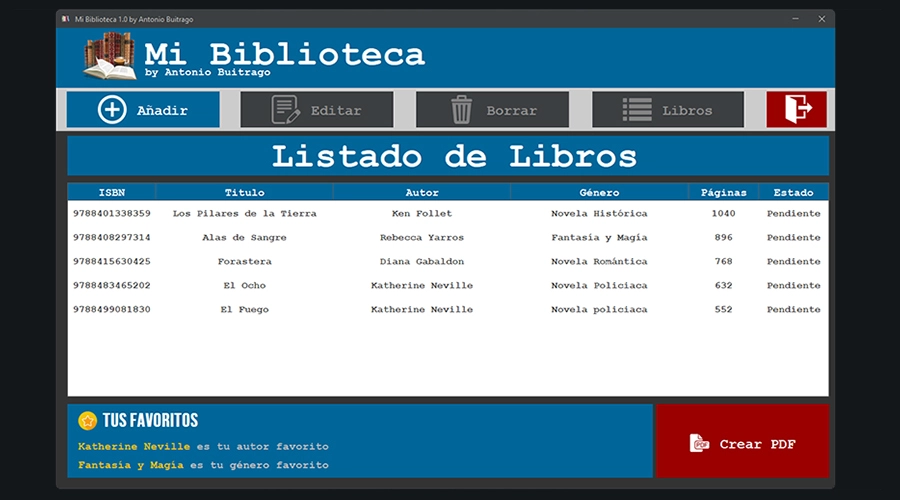 Mi Biblioteca 1.0 by Antonio Buitrago
Mi Biblioteca
by Antonio Buitrago
Añadir Editar Borrar Libros
Listado de Libros
ISBN Titulo Autor Género Páginas Estado
9788401338359 Los Pilares de la Tierra Ken Follet Novela Histórica 1040 Pendiente
9788408297314 Alas de Sangre Rebecca Yarros Fantasía y Magía 896 Pendiente
9788415630425 Forastera Diana Gabaldon Novela Romántica 768 Pendiente
9788483465202 El Ocho Katherine Neville Novela Policiaca 632 Pendiente
9788499081830 El Fuego Katherine Neville Novela policiaca 552 Pendiente
TUS FAVORITOS
Katherine Neville es tu autor favorito
Fantasía y Magía es tu género favorito
PDF Crear PDF